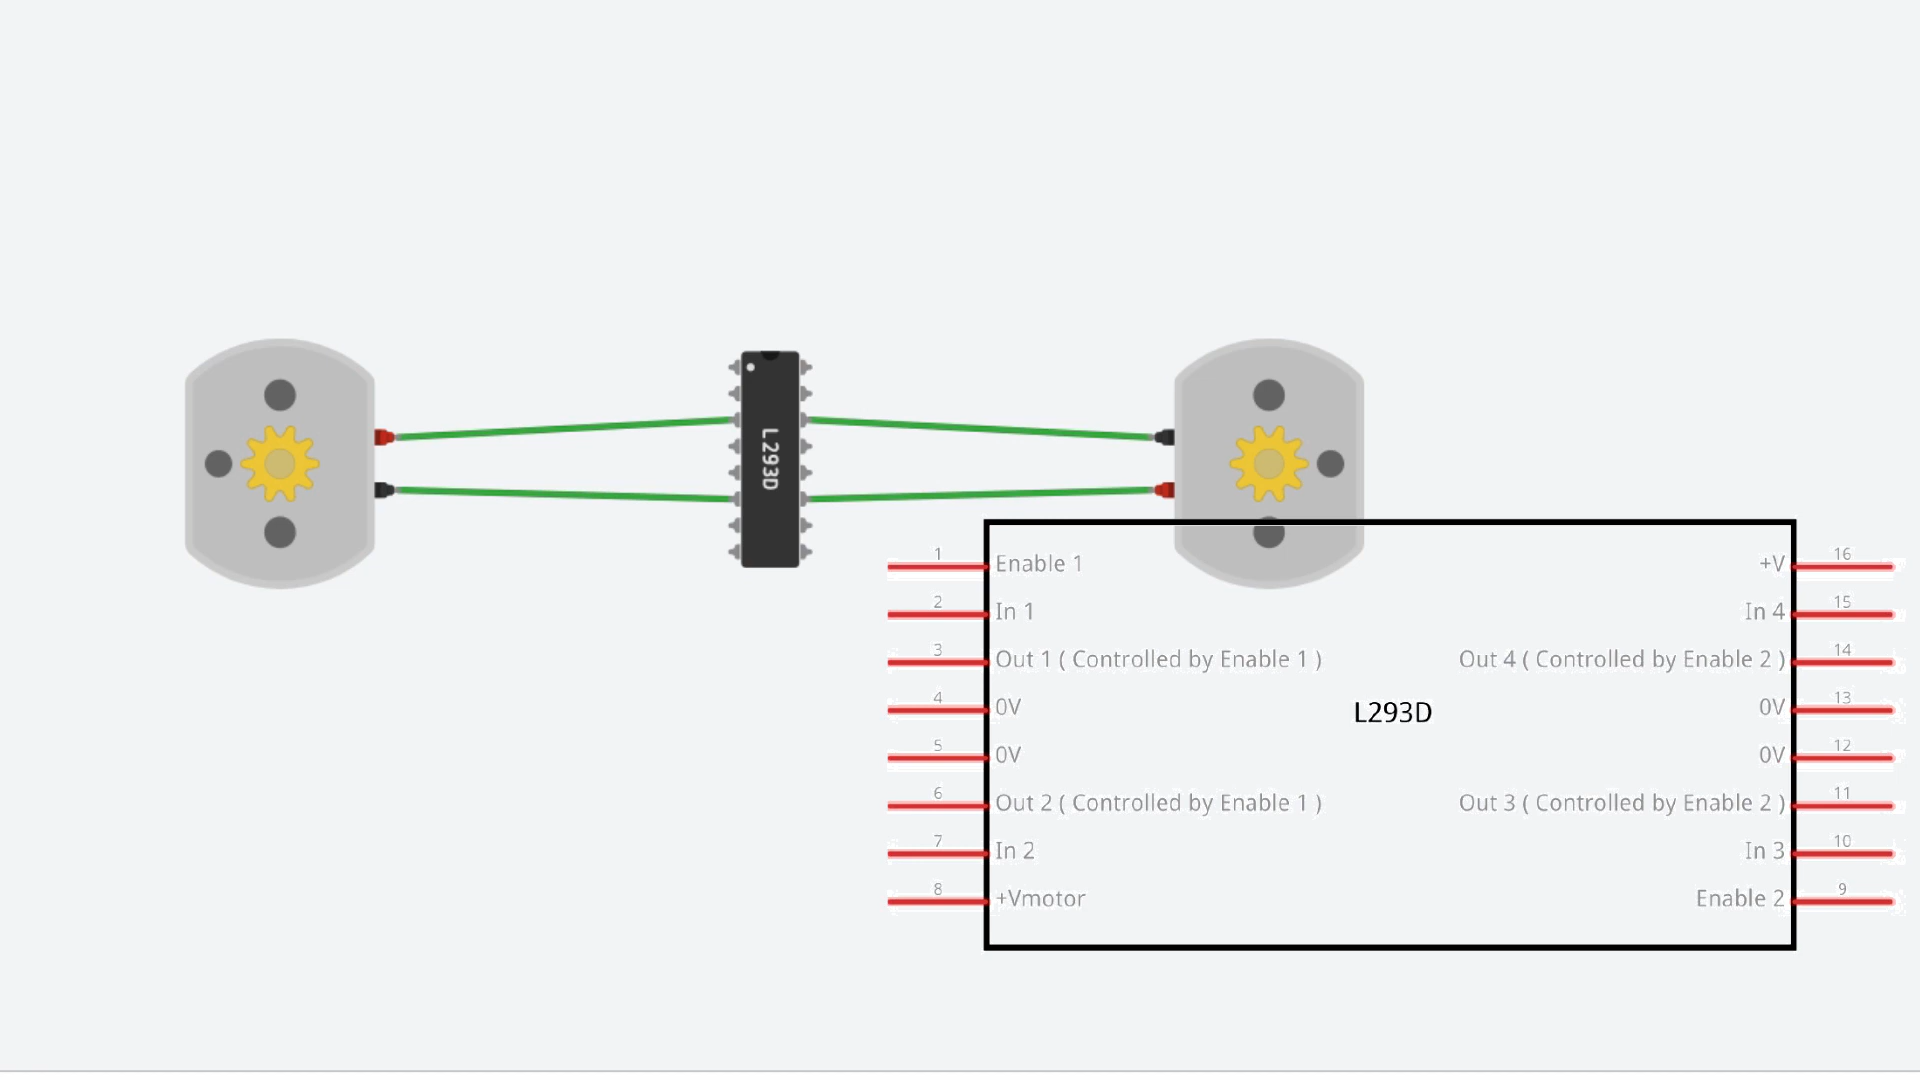 L293D
1 Enable 1
2 In 1
3 Out 1 ( Controlled by Enable 1 )
4 0V
5 0V
6 Out 2 ( Controlled by Enable 1 )
7 In 2
8 +Vmotor
L293D
+V 16
In 4 15
Out 4 ( Controlled by Enable 2 ) 14
0V 13
0V 12
Out 3 ( Controlled by Enable 2 ) 11
In 3 10
Enable 2 9